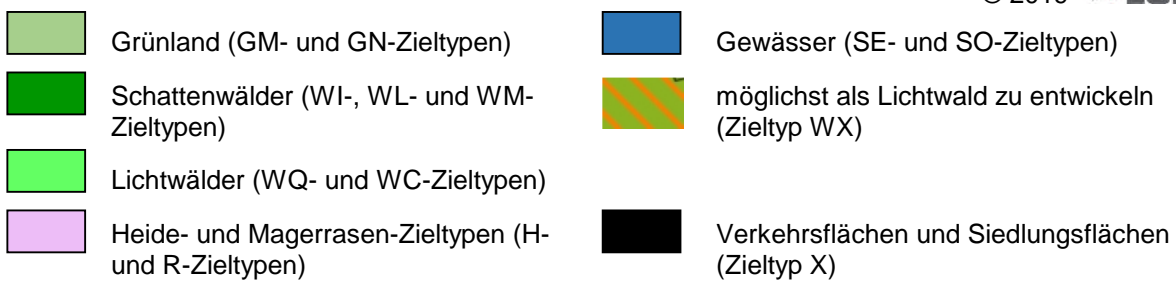 Grünland (GM- und GN-Zieltypen)
Schattenwälder (WI-, WL- und WM-
Zieltypen)
Lichtwälder (WQ- und WC-Zieltypen)
Heide- und Magerrasen-Zieltypen (H-
und R-Zieltypen)
Gewässer (SE- und SO-Zieltypen)
möglichst als Lichtwald zu entwickeln
(Zieltyp WX)
Verkehrsflächen und Siedlungsflächen
(Zieltyp X)